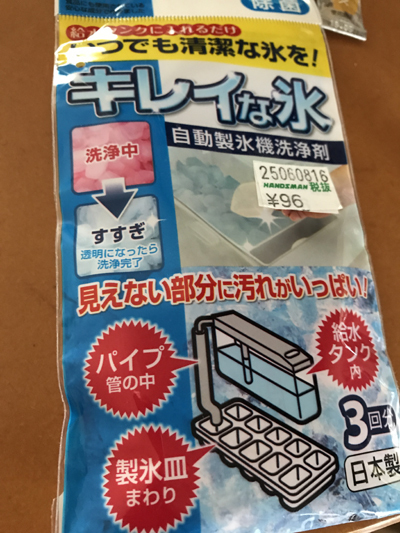 除菌
給水タンクに入れるだけ
いつでも清潔な氷を!
キレイな氷
自動製氷機洗浄剤
洗浄中
25060816
HANDSMAN 税抜
¥96
すすぎ
透明になったら
洗浄完了
見えない部分に汚れがいっぱい!
パイプ
管の中
給水
タンク
内
製氷皿
まわり
3回分
日本製